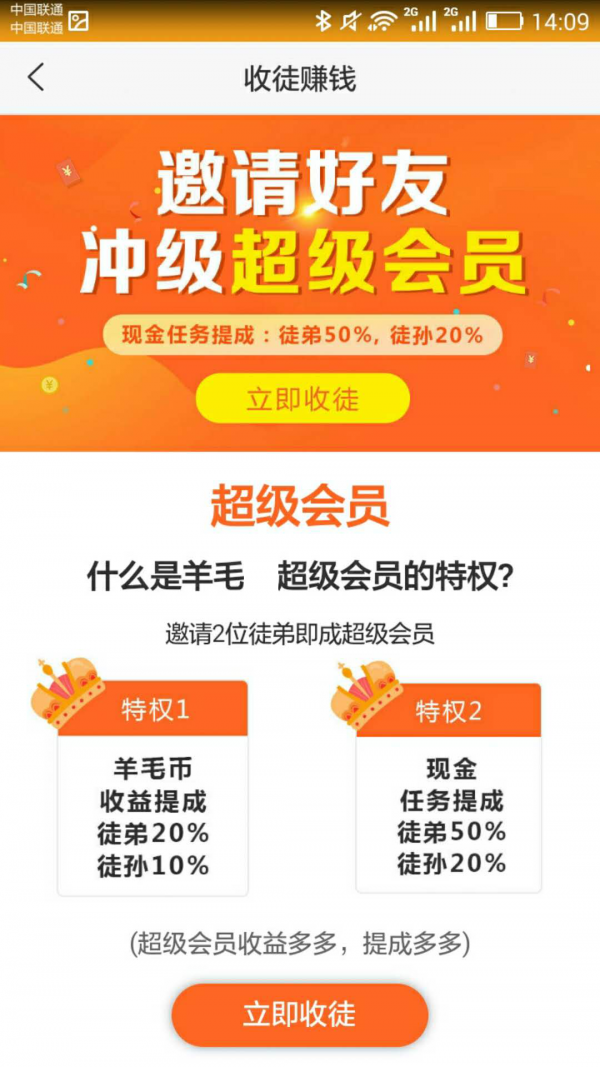 中国联通
中国联通
2G 2G 14:09
收徒赚钱
邀请好友
冲级超级会员
现金任务提成：徒弟50%, 徒孙20%
立即收徒
超级会员
什么是羊毛 超级会员的特权?
邀请2位徒弟即成超级会员
特权1
羊毛币
收益提成
徒弟20%
徒孙10%
特权2
现金
任务提成
徒弟50%
徒孙20%
(超级会员收益多多，提成多多)
立即收徒